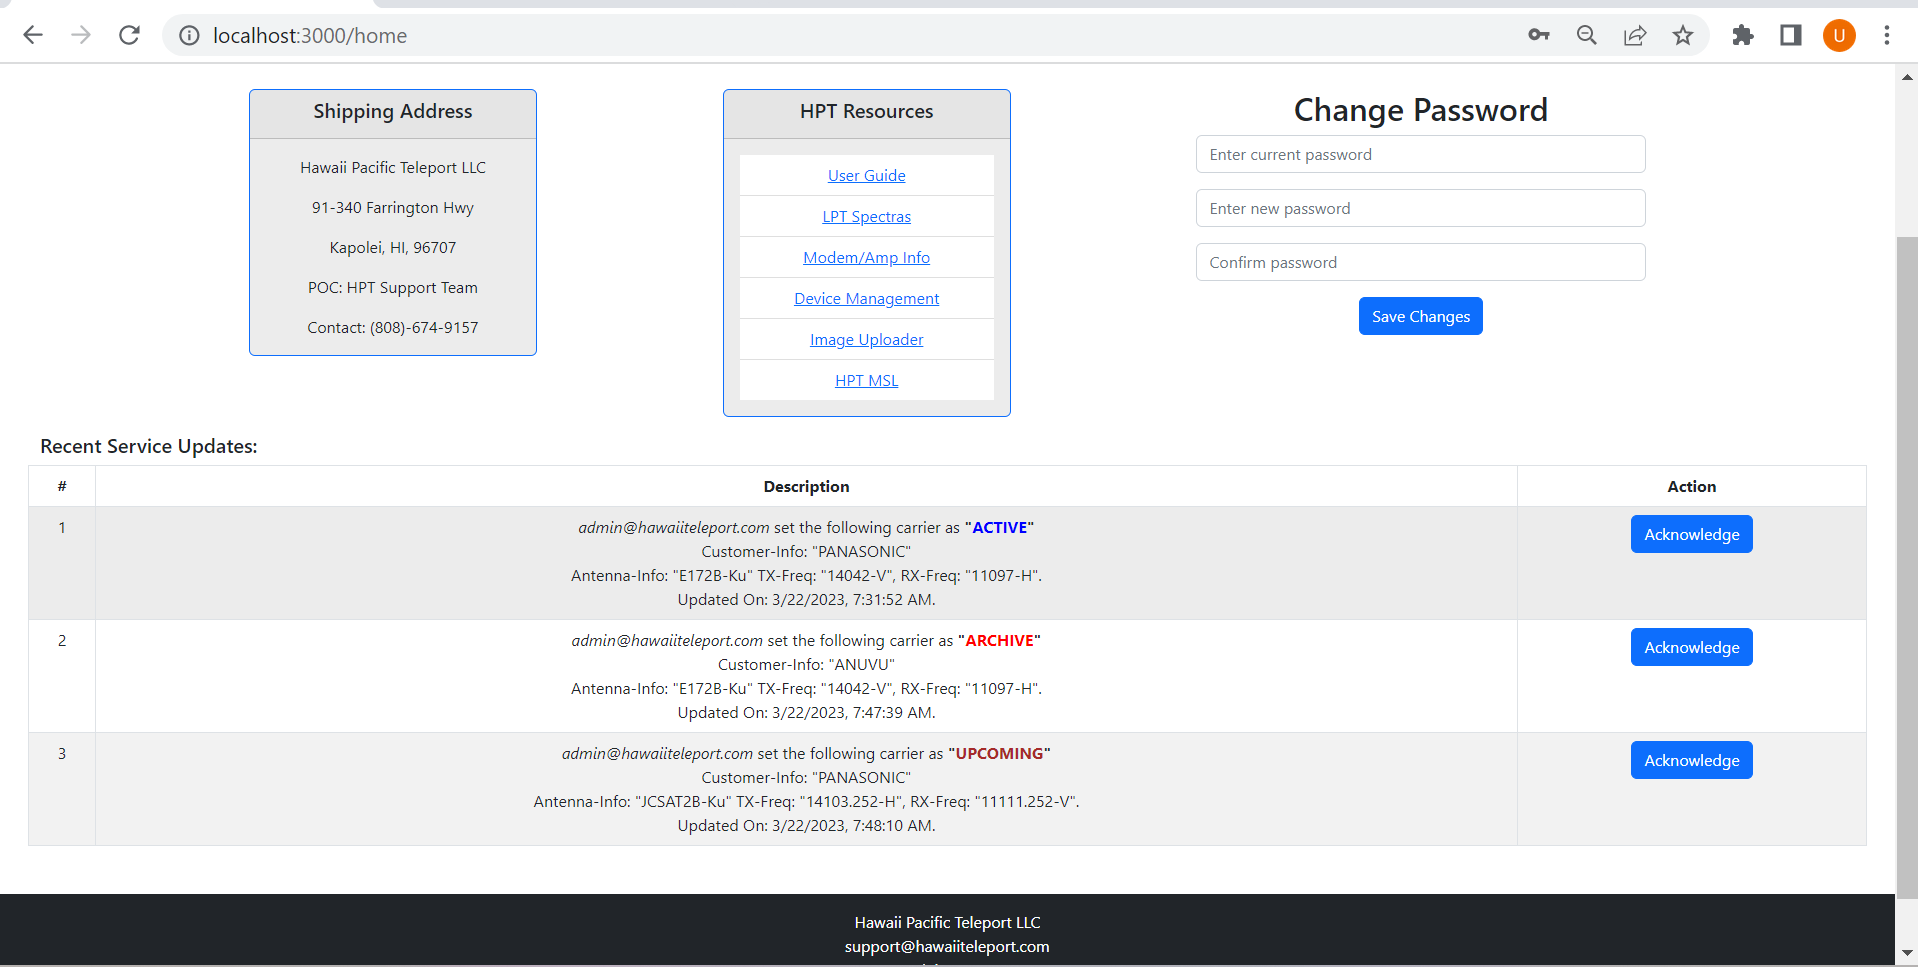 localhost:3000/home
U
Shipping Address
Hawaii Pacific Teleport LLC
91-340 Farrington Hwy
Kapolei, HI, 96707
POC: HPT Support Team
Contact: (808)-674-9157
HPT Resources
User Guide
LPT Spectras
Modem/Amp Info
Device Management
Image Uploader
HPT MSL
Change Password
Enter current password
Enter new password
Confirm password
Save Changes
Recent Service Updates:
# Description Action
1
admin@hawaiiteleport.com set the following carrier as "ACTIVE"
Customer-Info: "PANASONIC"
Antenna-Info: "E172B-Ku" TX-Freq: "14042-V", RX-Freq: "11097-H".
Updated On: 3/22/2023, 7:31:52 AM.
Acknowledge
2
admin@hawaiiteleport.com set the following carrier as "ARCHIVE"
Customer-Info: "ANUVU"
Antenna-Info: "E172B-Ku" TX-Freq: "14042-V", RX-Freq: "11097-H".
Updated On: 3/22/2023, 7:47:39 AM.
Acknowledge
3
admin@hawaiiteleport.com set the following carrier as "UPCOMING"
Customer-Info: "PANASONIC"
Antenna-Info: "JCSAT2B-Ku" TX-Freq: "14103.252-H", RX-Freq: "11111.252-V".
Updated On: 3/22/2023, 7:48:10 AM.
Acknowledge
Hawaii Pacific Teleport LLC
support@hawaiiteleport.com